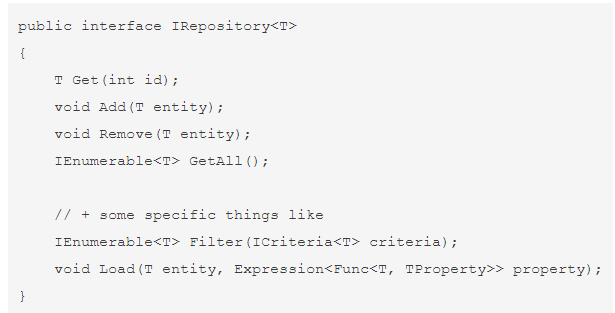 public interface IRepository<T>
{
    T Get(int id);
    void Add(T entity);
    void Remove(T entity);
    IEnumerable<T> GetAll();

    // + some specific things like
    IEnumerable<T> Filter(ICriteria<T> criteria);
    void Load(T entity, Expression<Func<T, TProperty>> property);
}